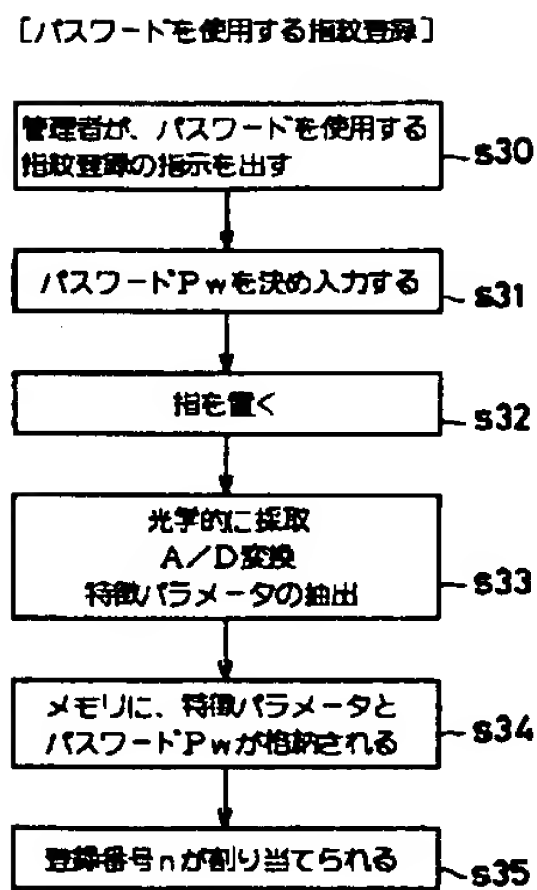 [パスワードを使用する指紋登録]
管理者が、パスワードを使用する
指紋登録の指示を出す
s30
パスワードPwを決め入力する
s31
指を置く
s32
光学的に採取
A/D変換
特徴パラメータの抽出
s33
メモリに、特徴パラメータと
パスワードPwが格納される
s34
登録番号nが割り当てられる
s35